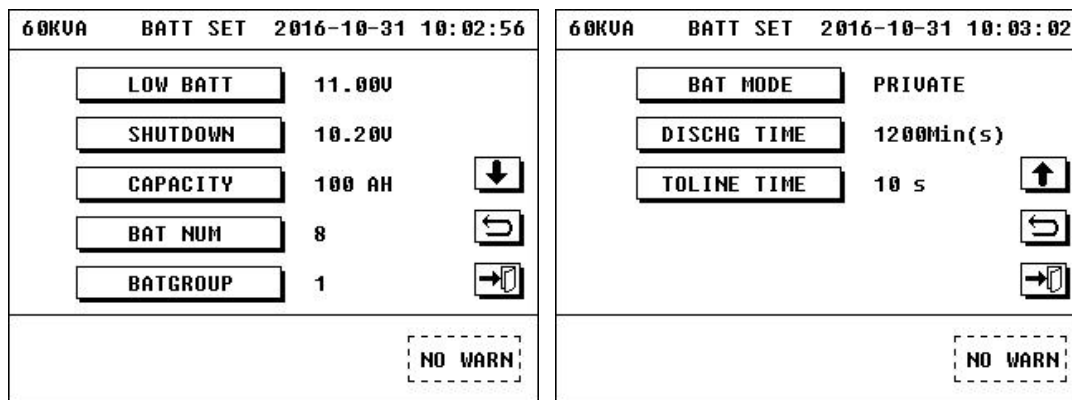 60KVA BATT SET 2016-10-31 10:02:56
LOW BATT 11.00V
SHUTDOWN 10.20V
CAPACITY 100 AH
BAT NUM 8
BATGROUP 1
NO WARN
60KVA BATT SET 2016-10-31 10:03:02
BAT MODE PRIVATE
DISCHG TIME 1200Min(s)
TOLINE TIME 10 s
NO WARN